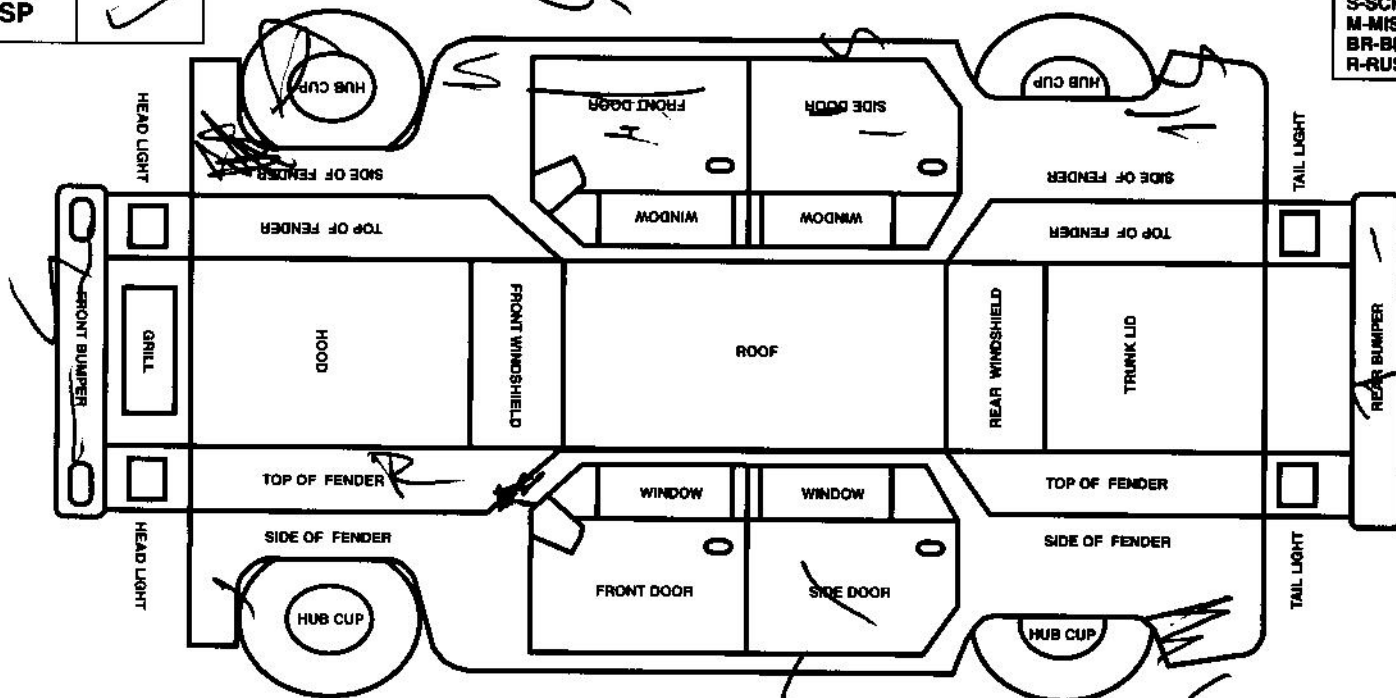 SP
S-SC
M-MIS
BR-B
R-RUS
HUB CUP
HUB CUP
HEAD LIGHT
FRONT DOOR
SIDE DOOR
TAIL LIGHT
SIDE OF FENDER
SIDE OF FENDER
WINDOW
WINDOW
TOP OF FENDER
TOP OF FENDER
FRONT BUMPER
GRILL
HOOD
FRONT WINDSHIELD
ROOF
REAR WINDSHIELD
TRUNK LID
REAR BUMPER
TOP OF FENDER
WINDOW
WINDOW
TOP OF FENDER
HEAD LIGHT
SIDE OF FENDER
SIDE OF FENDER
TAIL LIGHT
FRONT DOOR
SIDE DOOR
HUB CUP
HUB CUP